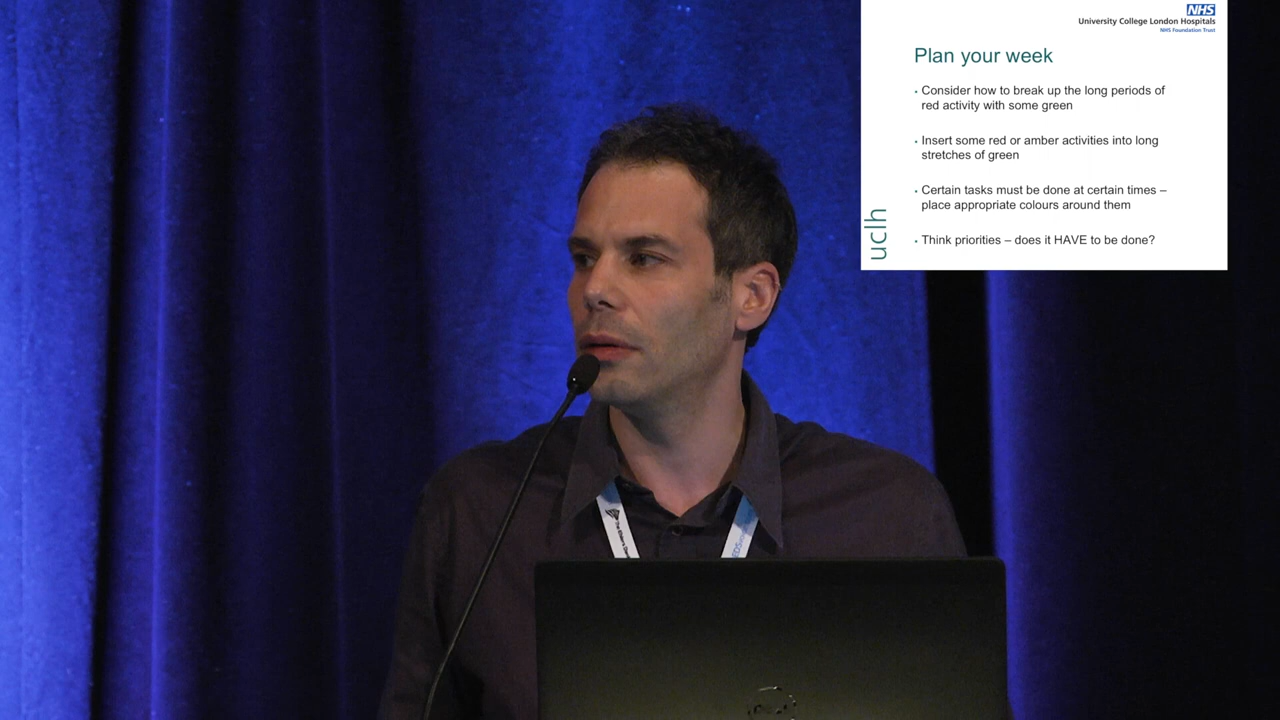 NHS
University College London Hospitals
NHS Foundation Trust
Plan your week
• Consider how to break up the long periods of
red activity with some green
• Insert some red or amber activities into long
stretches of green
• Certain tasks must be done at certain times –
place appropriate colours around them
• Think priorities – does it HAVE to be done?
uclh